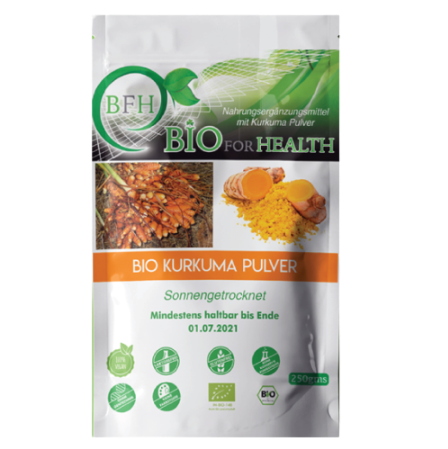 BFH
Nahrungsergänzungsmittel
mit Kurkuma Pulver
BIO FOR HEALTH
BIO KURKUMA PULVER
Sonnengetrocknet
Mindestens haltbar bis Ende
01.07.2021
250gms
BIO